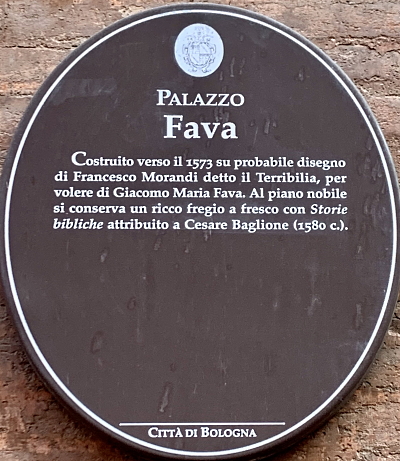 PALAZZO
Fava
Costruito verso il 1573 su probabile disegno
di Francesco Morandi detto il Terribilia, per
volere di Giacomo Maria Fava. Al piano nobile
si conserva un ricco fregio a fresco con Storie
bibliche attribuito a Cesare Baglione (1580 c.).
CITTÀ DI BOLOGNA